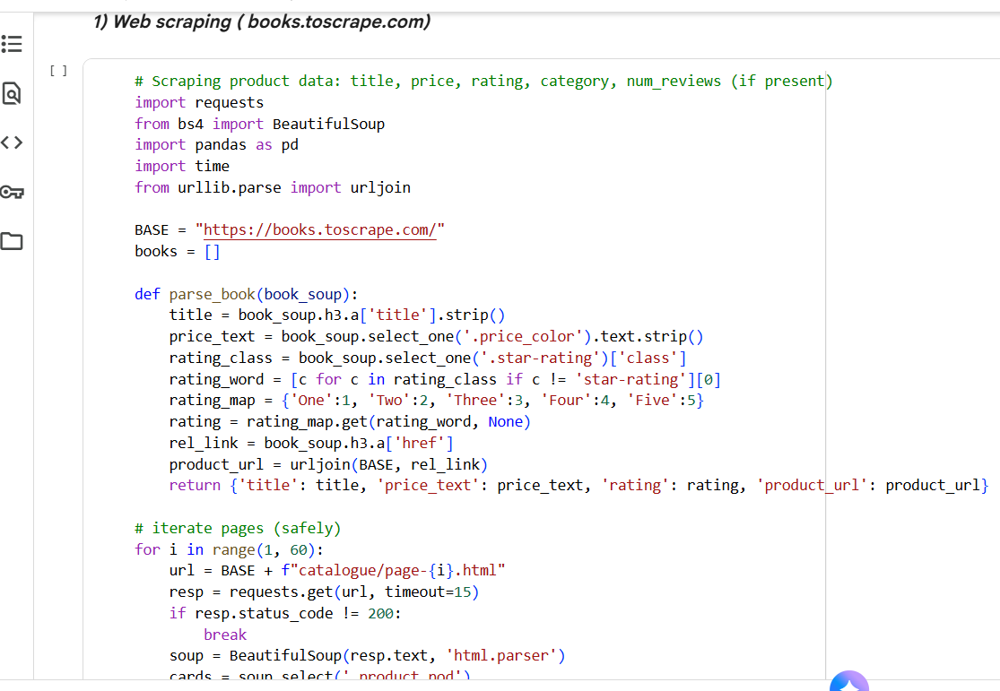 1) Web scraping ( books.toscrape.com)
[ ]
# Scraping product data: title, price, rating, category, num_reviews (if present)
import requests
from bs4 import BeautifulSoup
import pandas as pd
import time
from urllib.parse import urljoin

BASE = "https://books.toscrape.com/"
books = []

def parse_book(book_soup):
    title = book_soup.h3.a['title'].strip()
    price_text = book_soup.select_one('.price_color').text.strip()
    rating_class = book_soup.select_one('.star-rating')['class']
    rating_word = [c for c in rating_class if c != 'star-rating'][0]
    rating_map = {'One':1, 'Two':2, 'Three':3, 'Four':4, 'Five':5}
    rating = rating_map.get(rating_word, None)
    rel_link = book_soup.h3.a['href']
    product_url = urljoin(BASE, rel_link)
    return {'title': title, 'price_text': price_text, 'rating': rating, 'product_url': product_url}

# iterate pages (safely)
for i in range(1, 60):
    url = BASE + f"catalogue/page-{i}.html"
    resp = requests.get(url, timeout=15)
    if resp.status_code != 200:
        break
    soup = BeautifulSoup(resp.text, 'html.parser')
    cards = soup.select('.product_pod')